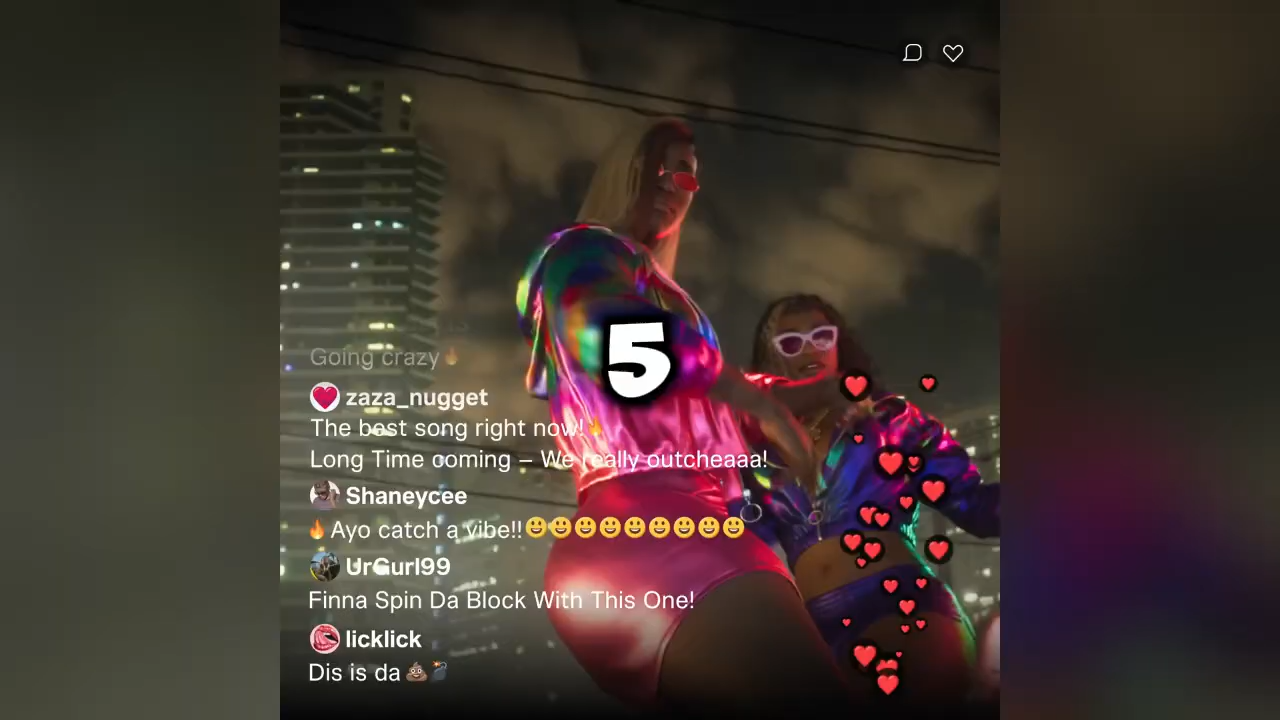 Going crazy🔥
5
zaza_nugget
The best song right now!🔥
Long Time coming – We really outcheaaa!
Shaneycee
🔥Ayo catch a vibe!!😀😀😀😀😀😀😀😀😀
UrGurl99
Finna Spin Da Block With This One!
licklick
Dis is da💩💣